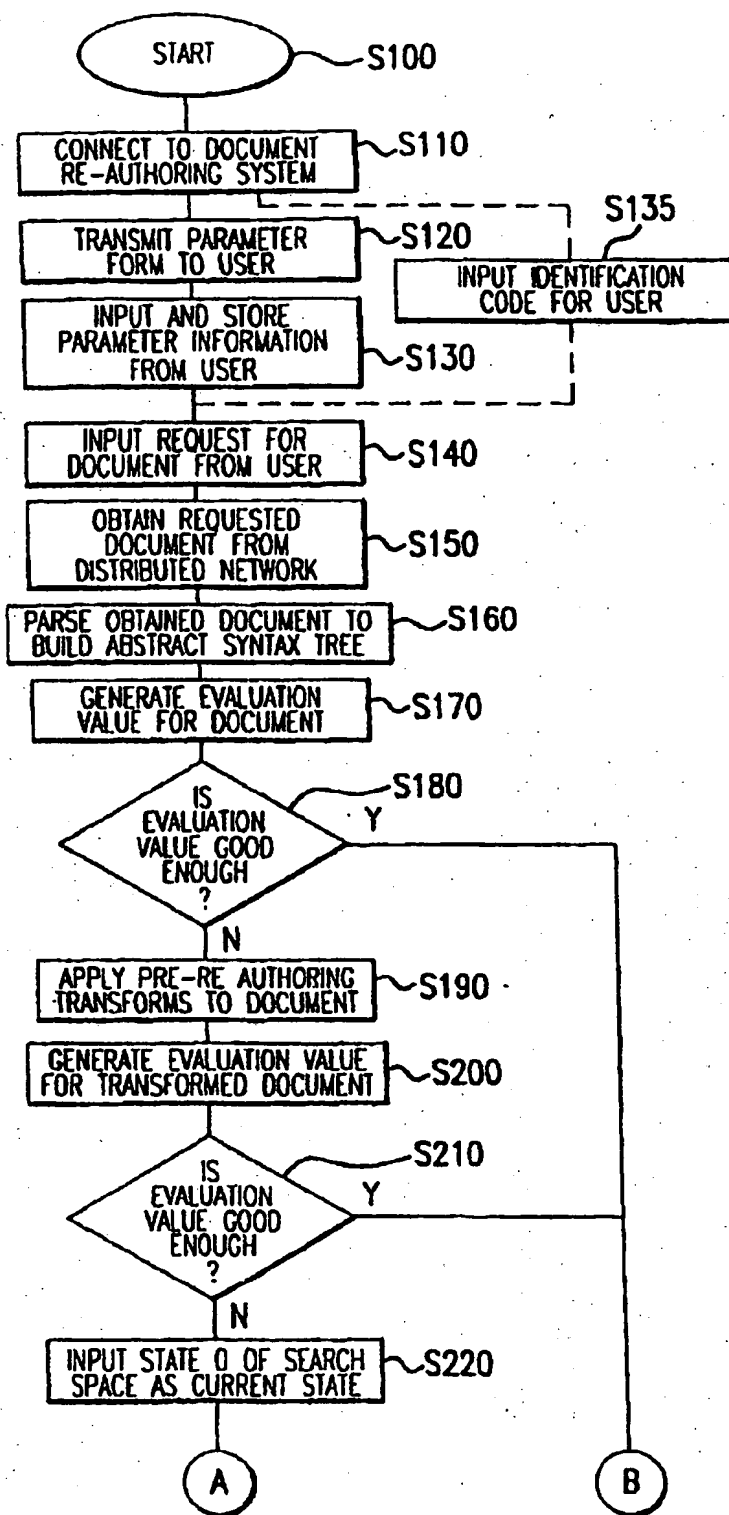 START
S100
CONNECT TO DOCUMENT
RE-AUTHORING SYSTEM
S110
TRANSMIT PARAMETER
FORM TO USER
S120
S135
INPUT IDENTIFICATION
CODE FOR USER
INPUT AND STORE
PARAMETER INFORMATION
FROM USER
S130
INPUT REQUEST FOR
DOCUMENT FROM USER
S140
OBTAIN REQUESTED
DOCUMENT FROM
DISTRIBUTED NETWORK
S150
PARSE OBTAINED DOCUMENT TO
BUILD ABSTRACT SYNTAX TREE
S160
GENERATE EVALUATION
VALUE FOR DOCUMENT
S170
IS
EVALUATION
VALUE GOOD
ENOUGH
?
S180
Y
N
APPLY PRE-RE AUTHORING
TRANSFORMS TO DOCUMENT
S190
GENERATE EVALUATION VALUE
FOR TRANSFORMED DOCUMENT
S200
IS
EVALUATION
VALUE GOOD
ENOUGH
?
S210
Y
N
INPUT STATE 0 OF SEARCH
SPACE AS CURRENT STATE
S220
A
B